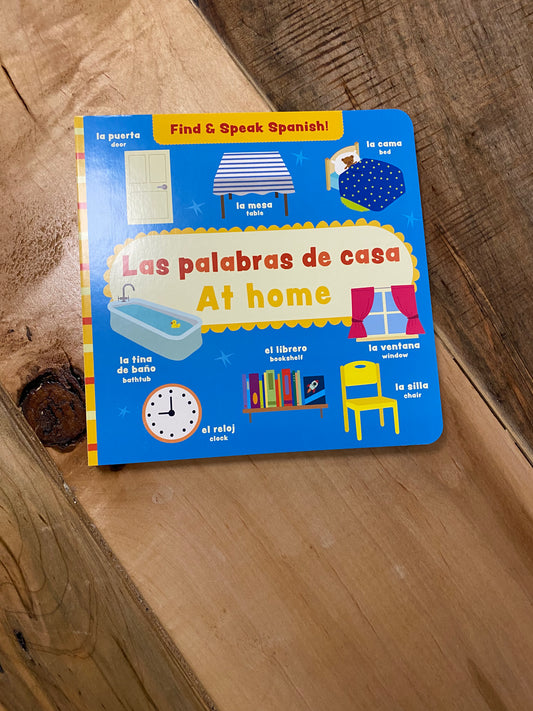 Find & Speak Spanish!
la puerta
door
la mesa
table
la cama
bed
Las palabras de casa
At home
la tina
de baño
bathtub
el librero
bookshelf
la ventana
window
el reloj
clock
la silla
chair